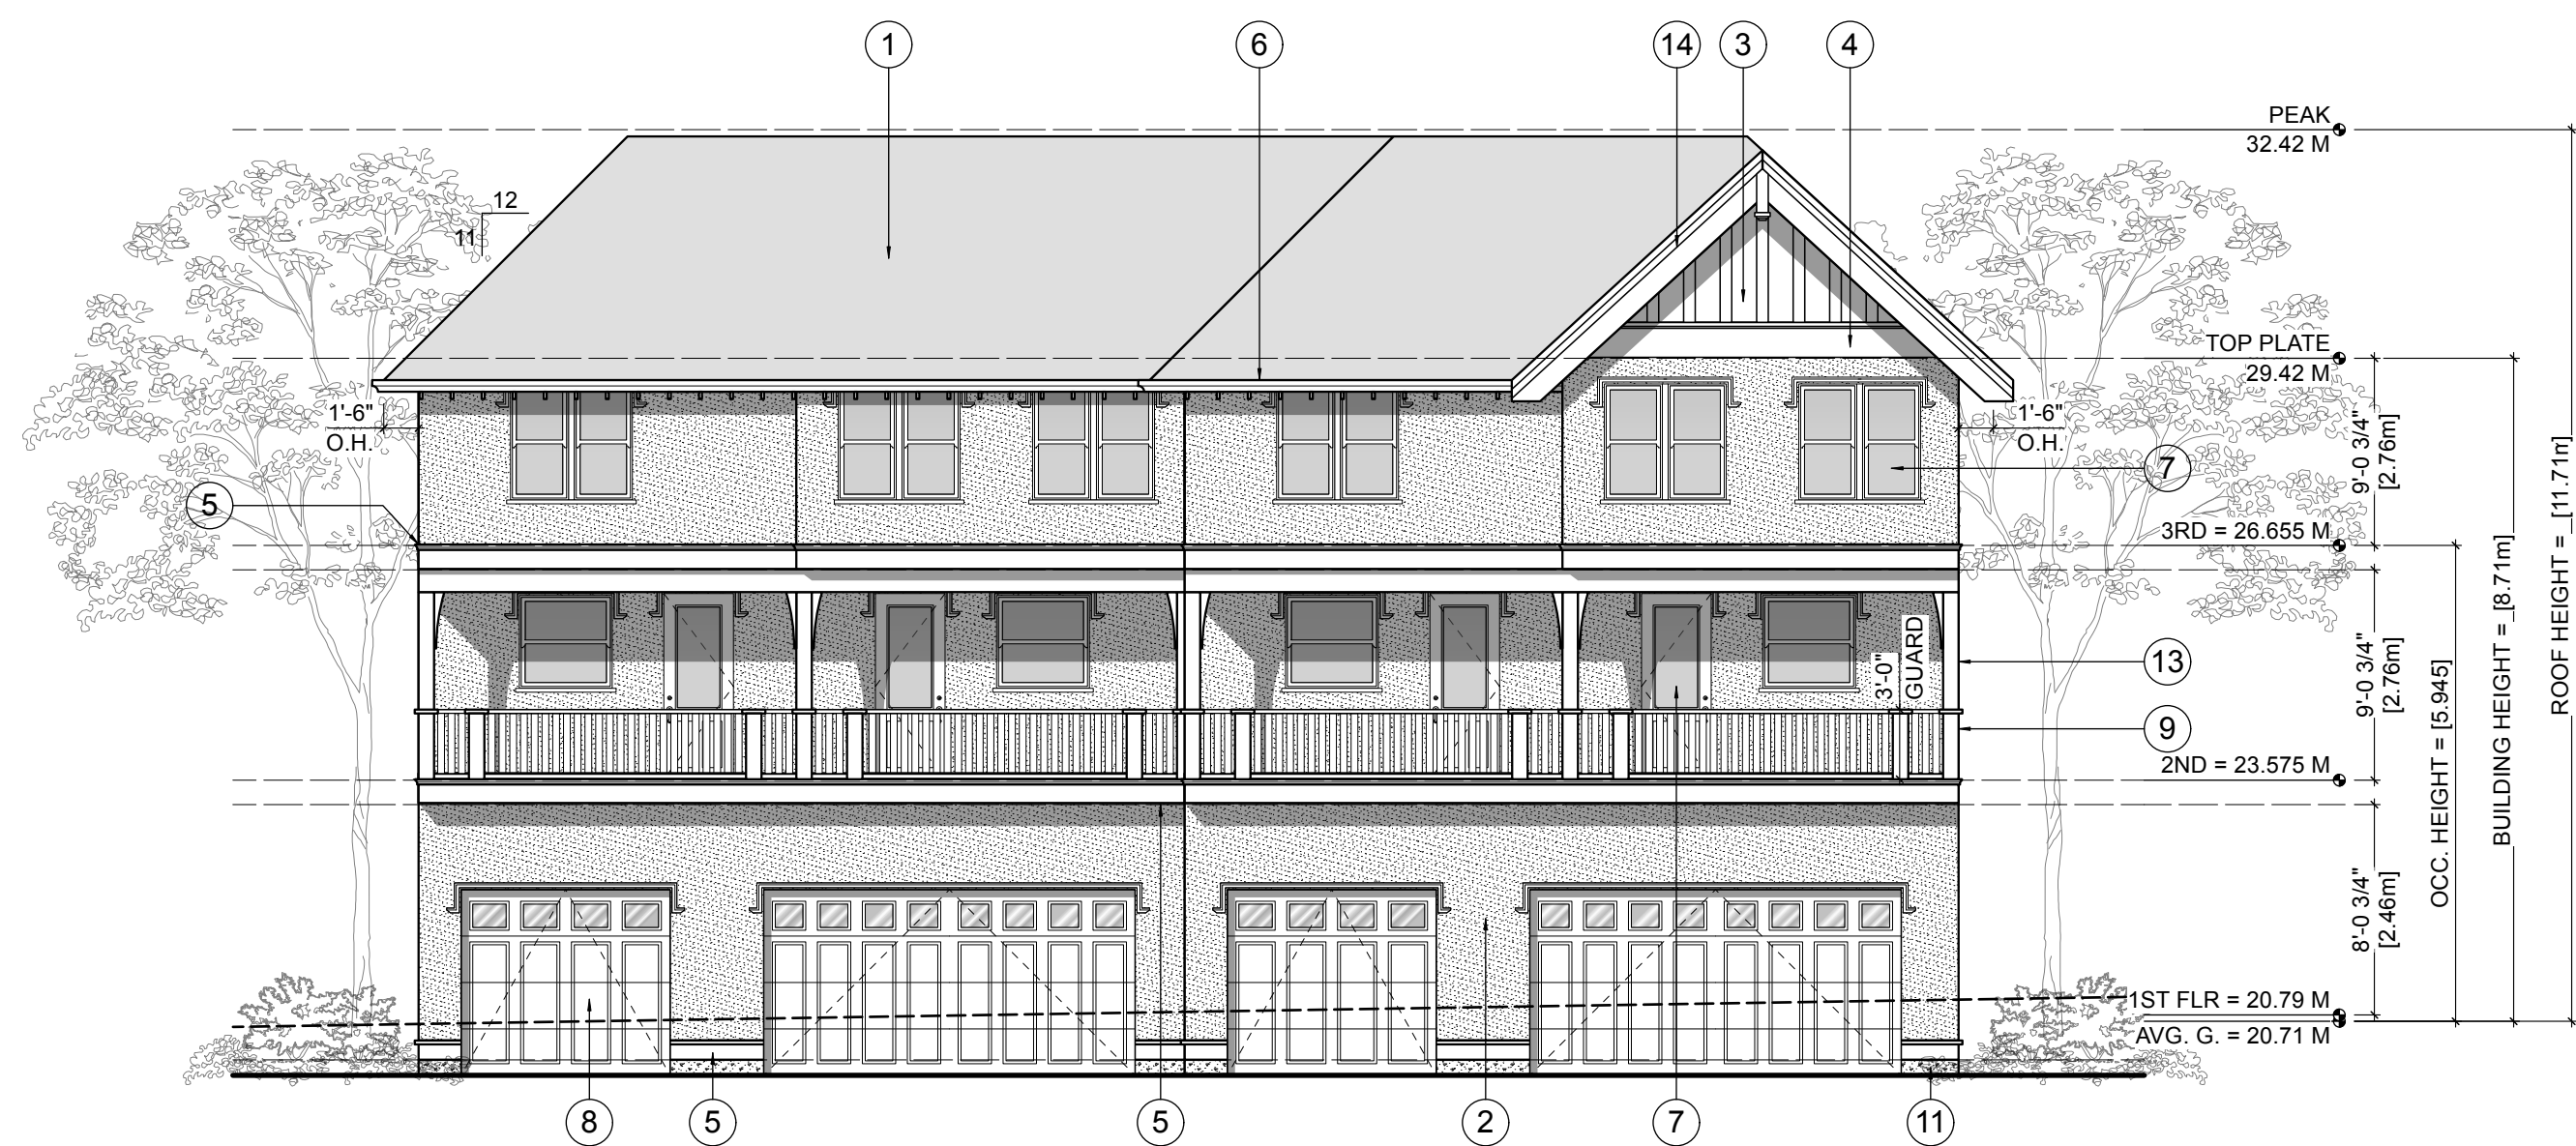 1
6
14
3
4
PEAK
32.42 M
12
11
TOP PLATE
29.42 M
1'-6"
O.H.
1'-6"
O.H.
7
5
9'-0 3/4"
[2.76m]
3RD = 26.655 M
3'-0"
GUARD
13
9
9'-0 3/4"
[2.76m]
2ND = 23.575 M
8'-0 3/4"
[2.46m]
OCC. HEIGHT = [5.945]
BUILDING HEIGHT = [8.71m]
ROOF HEIGHT = [11.71m]
1ST FLR = 20.79 M
AVG. G. = 20.71 M
8
5
5
2
7
11